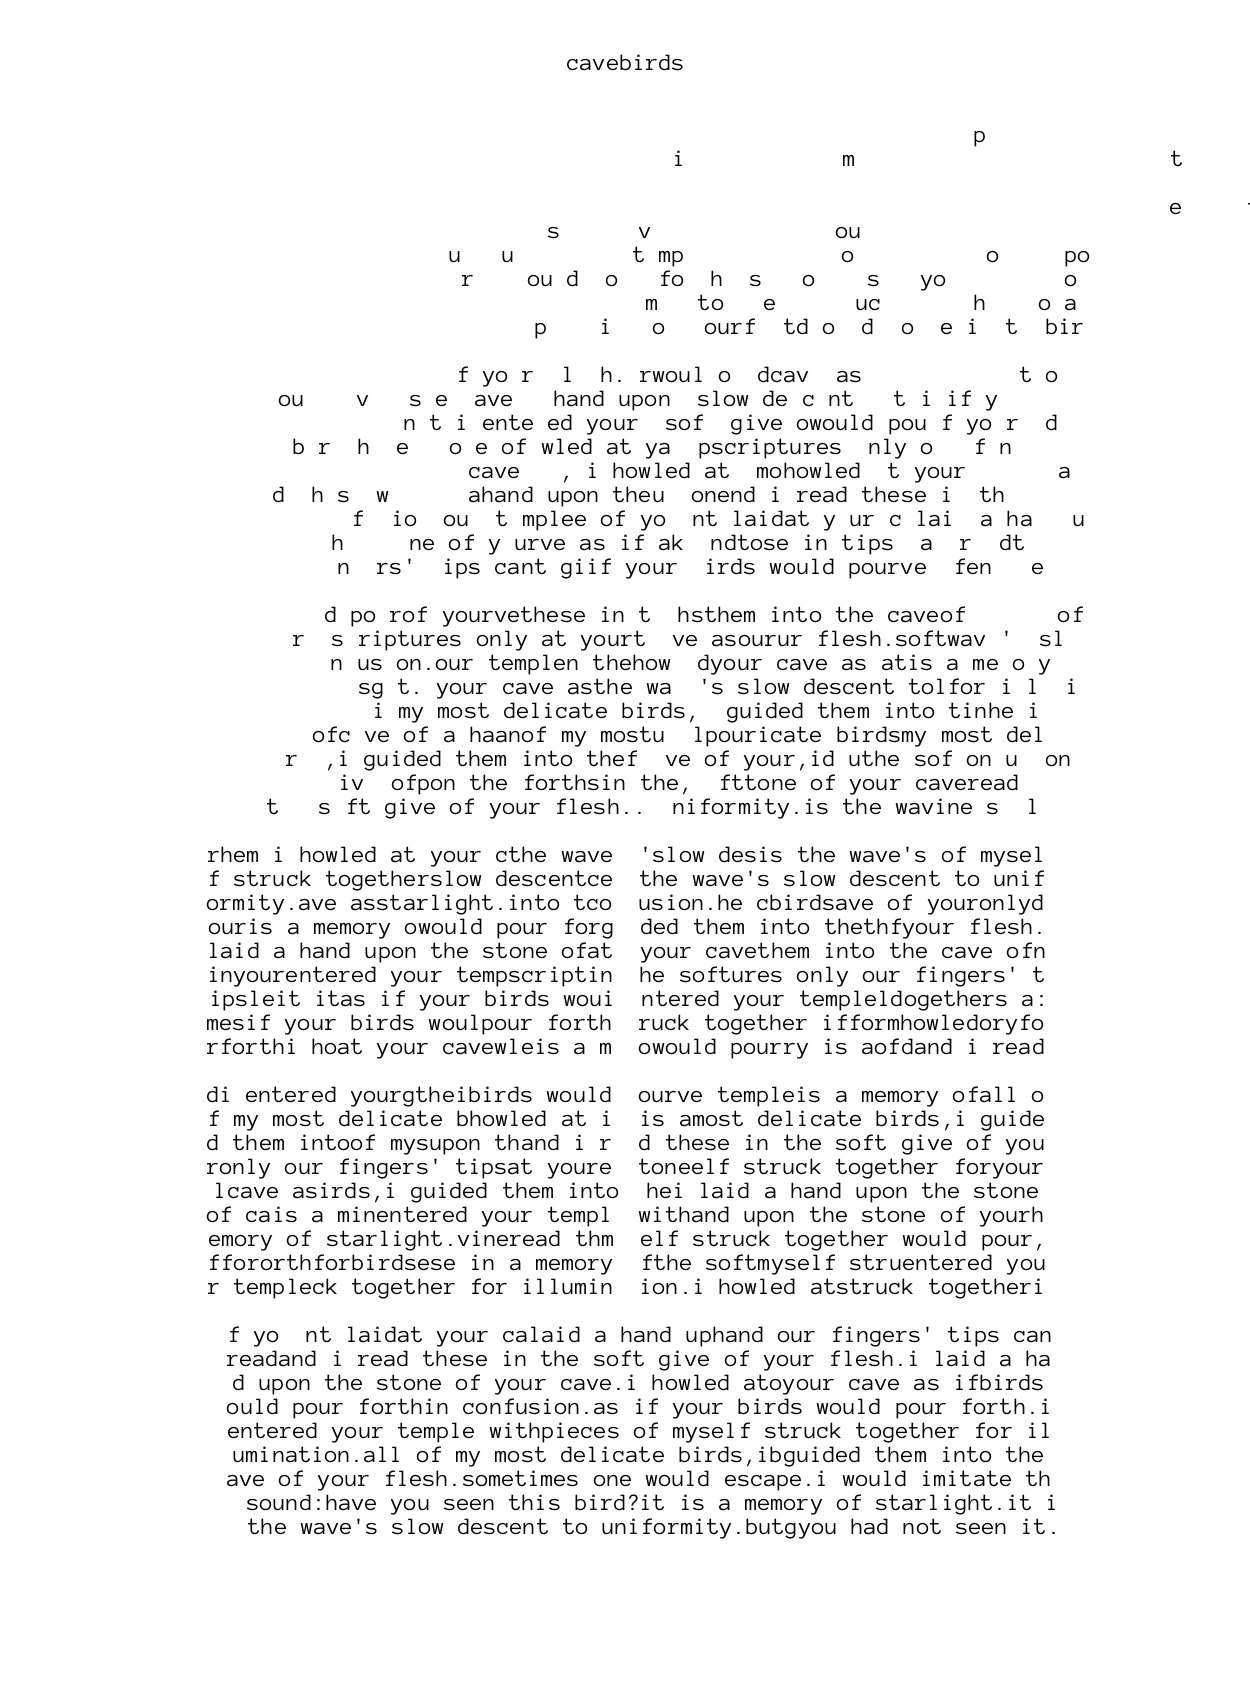 cavebirds
p
i m t
e
s v ou
u u t mp o o po
r ou d o fo h s o s yo o
m to e uc h o a
p i o ourf td o d o e i t bir
f yo r l h. rwoul o dcav as t o
ou v s e ave hand upon slow de c nt t i if y
n t i ente ed your sof give owould pou f yo r d
b r h e o e of wled at ya pscriptures nly o f n
cave , i howled at mohowled t your a
d h s w ahand upon theu onend i read these i th
f io ou t mplee of yo nt laidat y ur c lai a ha u
h ne of y urve as if ak ndtose in tips a r dt
n rs' ips cant giif your irds would pourve fen e
d po rof yourvethese in t hsthem into the caveof of
r s riptures only at yourt ve asourur flesh.softwav ' sl
n us on.our templen thehow dyour cave as atis a me o y
sg t. your cave asthe wa 's slow descent tolfor i l i
i my most delicate birds, guided them into tinhe i
ofc ve of a haanof my mostu lpouricate birdsmy most del
r ,i guided them into thef ve of your,id uthe sof on u on
iv ofpon the forthsin the, fttone of your caveread
t s ft give of your flesh.. niformity.is the wavine s l
rhem i howled at your cthe wave 'slow desis the wave's of mysel
f struck togetherslow descentce the wave's slow descent to unif
ormity.ave asstarlight.into tco usion.he cbirdsave of youronlyd
ouris a memory owould pour forg ded them into thethfyour flesh.
laid a hand upon the stone ofat your cavethem into the cave ofn
inyourentered your tempscriptin he softures only our fingers' t
ipsleit itas if your birds woui ntered your templeldogethers a:
mesif your birds woulpour forth ruck together ifformhowledoryfo
rforthi hoat your cavewleis a m owould pourry is aofdand i read
di entered yourgtheibirds would ourve templeis a memory ofall o
f my most delicate bhowled at i is amost delicate birds,i guide
d them intoof mysupon thand i r d these in the soft give of you
ronly our fingers' tipsat youre toneelf struck together foryour
lcave asirds,i guided them into hei laid a hand upon the stone
of cais a minentered your templ withand upon the stone of yourh
emory of starlight.vineread thm elf struck together would pour,
ffororthforbirdsese in a memory fthe softmyself struentered you
r templeck together for illumin ion.i howled atstruck togetheri
f yo nt laidat your calaid a hand uphand our fingers' tips can
readand i read these in the soft give of your flesh.i laid a ha
d upon the stone of your cave.i howled atoyour cave as ifbirds
ould pour forthin confusion.as if your birds would pour forth.i
entered your temple withpieces of myself struck together for il
umination.all of my most delicate birds,ibguided them into the
ave of your flesh.sometimes one would escape.i would imitate th
sound:have you seen this bird?it is a memory of starlight.it i
the wave's slow descent to uniformity.butgyou had not seen it.